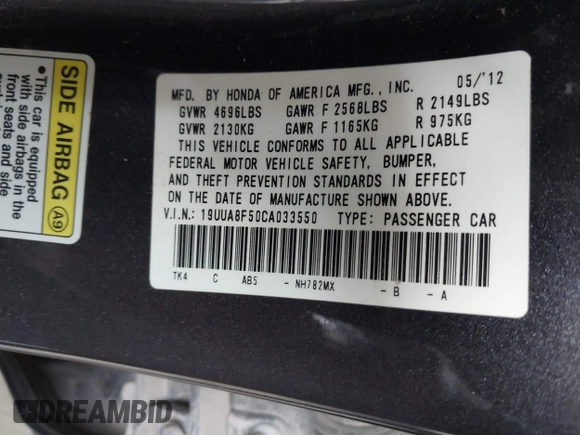 SIDE AIRBAG A9
• This car is equipped
with side airbags in the
front seats and side
MFD. BY HONDA OF AMERICA MFG., INC. 05/'12
GVWR 4696LBS GAWR F 2568LBS R 2149LBS
GVWR 2130KG GAWR F 1165KG R 975KG
THIS VEHICLE CONFORMS TO ALL APPLICABLE
FEDERAL MOTOR VEHICLE SAFETY, BUMPER,
AND THEFT PREVENTION STANDARDS IN EFFECT
ON THE DATE OF MANUFACTURE SHOWN ABOVE.
V.I.N.: 19UUA8F50CA033550 TYPE: PASSENGER CAR
TK4 C AB5 - NH782MX - B - A
DREAMBID